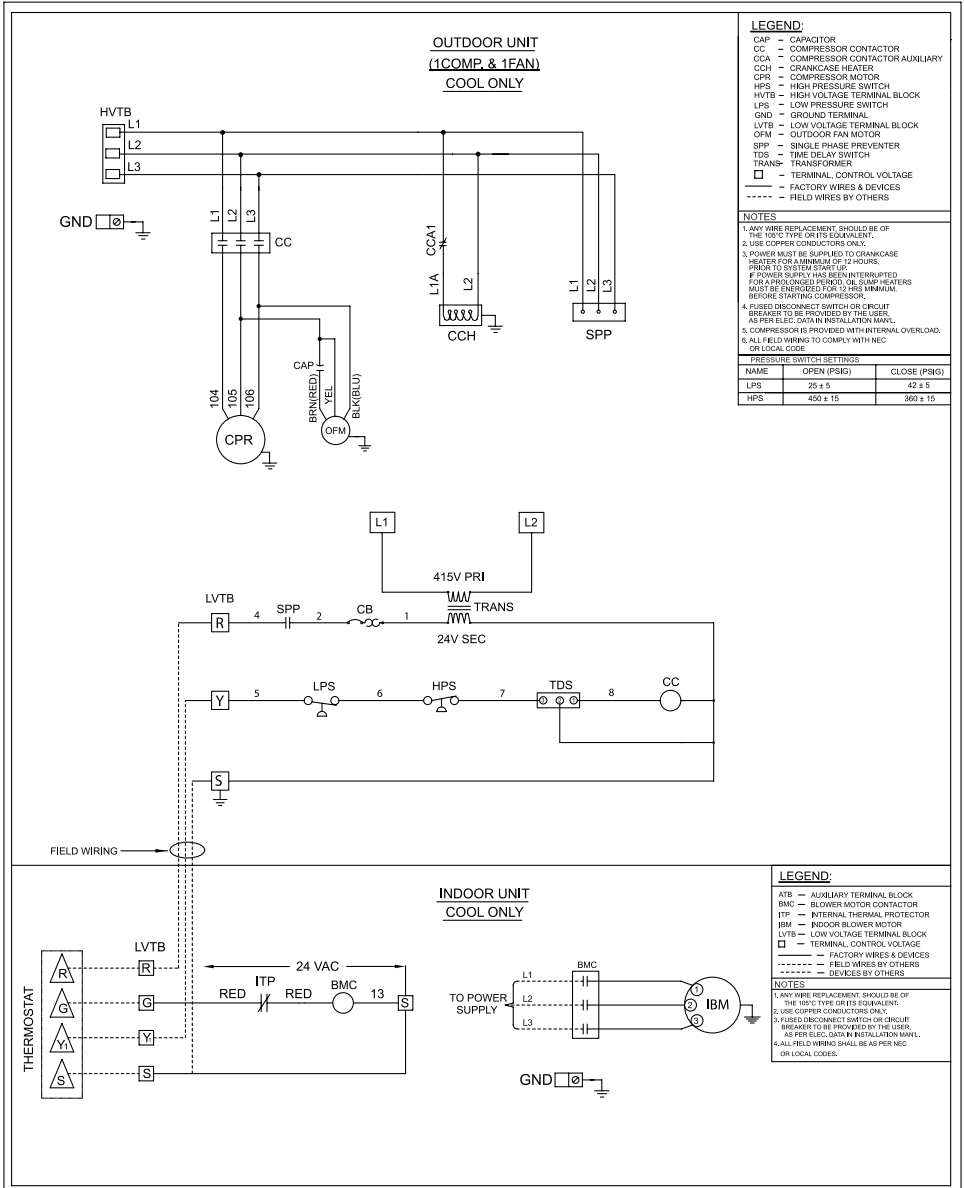 OUTDOOR UNIT
(1COMP. & 1FAN)
COOL ONLY
HVTB
L1
L2
L3
GND
L1
L2
L3
CC
CCA1
L1A
L2
CCH
L1
L2
L3
SPP
CAP
BRN(RED)
YEL
BLK(BLU)
104
105
106
CPR
OFM
LEGEND:
CAP – CAPACITOR
CC – COMPRESSOR CONTACTOR
CCA – COMPRESSOR CONTACTOR AUXILIARY
CCH – CRANKCASE HEATER
CPR – COMPRESSOR MOTOR
HPS – HIGH PRESSURE SWITCH
HVTB – HIGH VOLTAGE TERMINAL BLOCK
LPS – LOW PRESSURE SWITCH
GND – GROUND TERMINAL
LVTB – LOW VOLTAGE TERMINAL BLOCK
OFM – OUTDOOR FAN MOTOR
SPP – SINGLE PHASE PREVENTER
TDS – TIME DELAY SWITCH
TRANS– TRANSFORMER
– TERMINAL, CONTROL VOLTAGE
– FACTORY WIRES & DEVICES
– FIELD WIRES BY OTHERS
NOTES
1. ANY WIRE REPLACEMENT, SHOULD BE OF
THE 105°C TYPE OR ITS EQUIVALENT.
2. USE COPPER CONDUCTORS ONLY.
3. POWER MUST BE SUPPLIED TO CRANKCASE
HEATER FOR A MINIMUM OF 12 HOURS,
PRIOR TO SYSTEM START UP.
IF POWER SUPPLY HAS BEEN INTERRUPTED
FOR A PROLONGED PERIOD, OIL SUMP HEATERS
MUST BE ENERGIZED FOR 12 HRS MINIMUM,
BEFORE STARTING COMPRESSOR.
4. FUSED DISCONNECT SWITCH OR CIRCUIT
BREAKER TO BE PROVIDED BY THE USER,
AS PER ELEC. DATA IN INSTALLATION MAN'L.
5. COMPRESSOR IS PROVIDED WITH INTERNAL OVERLOAD.
6. ALL FIELD WIRING TO COMPLY WITH NEC
OR LOCAL CODE
PRESSURE SWITCH SETTINGS
NAME OPEN (PSIG) CLOSE (PSIG)
LPS 25 ± 5 42 ± 5
HPS 450 ± 15 360 ± 15
L1
L2
415V PRI
TRANS
24V SEC
LVTB
R 4 SPP 2 CB 1
Y 5 LPS 6 HPS 7 TDS 8 CC
3 2 1
S
FIELD WIRING
INDOOR UNIT
COOL ONLY
THERMOSTAT
R
G
Y1
S
LVTB
R
G
Y1
S
24 VAC
RED ITP RED BMC 13 S
TO POWER
SUPPLY
L1
L2
L3
BMC
1
2
3
IBM
GND
LEGEND:
ATB – AUXILIARY TERMINAL BLOCK
BMC – BLOWER MOTOR CONTACTOR
ITP – INTERNAL THERMAL PROTECTOR
IBM – INDOOR BLOWER MOTOR
LVTB – LOW VOLTAGE TERMINAL BLOCK
– TERMINAL, CONTROL VOLTAGE
– FACTORY WIRES & DEVICES
– FIELD WIRES BY OTHERS
– DEVICES BY OTHERS
NOTES
1. ANY WIRE REPLACEMENT, SHOULD BE OF
THE 105°C TYPE OR ITS EQUIVALENT.
2. USE COPPER CONDUCTORS ONLY.
3. FUSED DISCONNECT SWITCH OR CIRCUIT
BREAKER TO BE PROVIDED BY THE USER,
AS PER ELEC. DATA IN INSTALLATION MAN'L.
4. ALL FIELD WIRING SHALL BE AS PER NEC
OR LOCAL CODES.